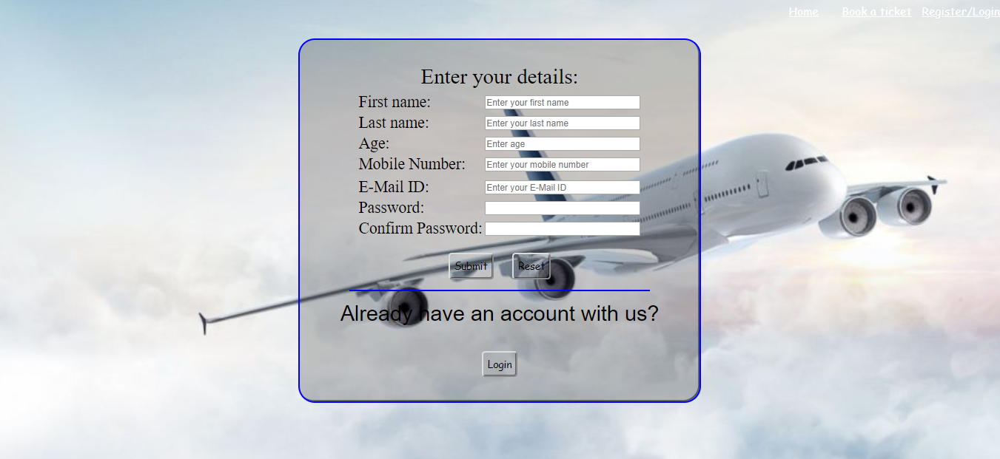 Home Book a ticket Register/Login
Enter your details:
First name: Enter your first name
Last name: Enter your last name
Age: Enter age
Mobile Number: Enter your mobile number
E-Mail ID: Enter your E-Mail ID
Password:
Confirm Password:
Submit Reset
Already have an account with us?
Login